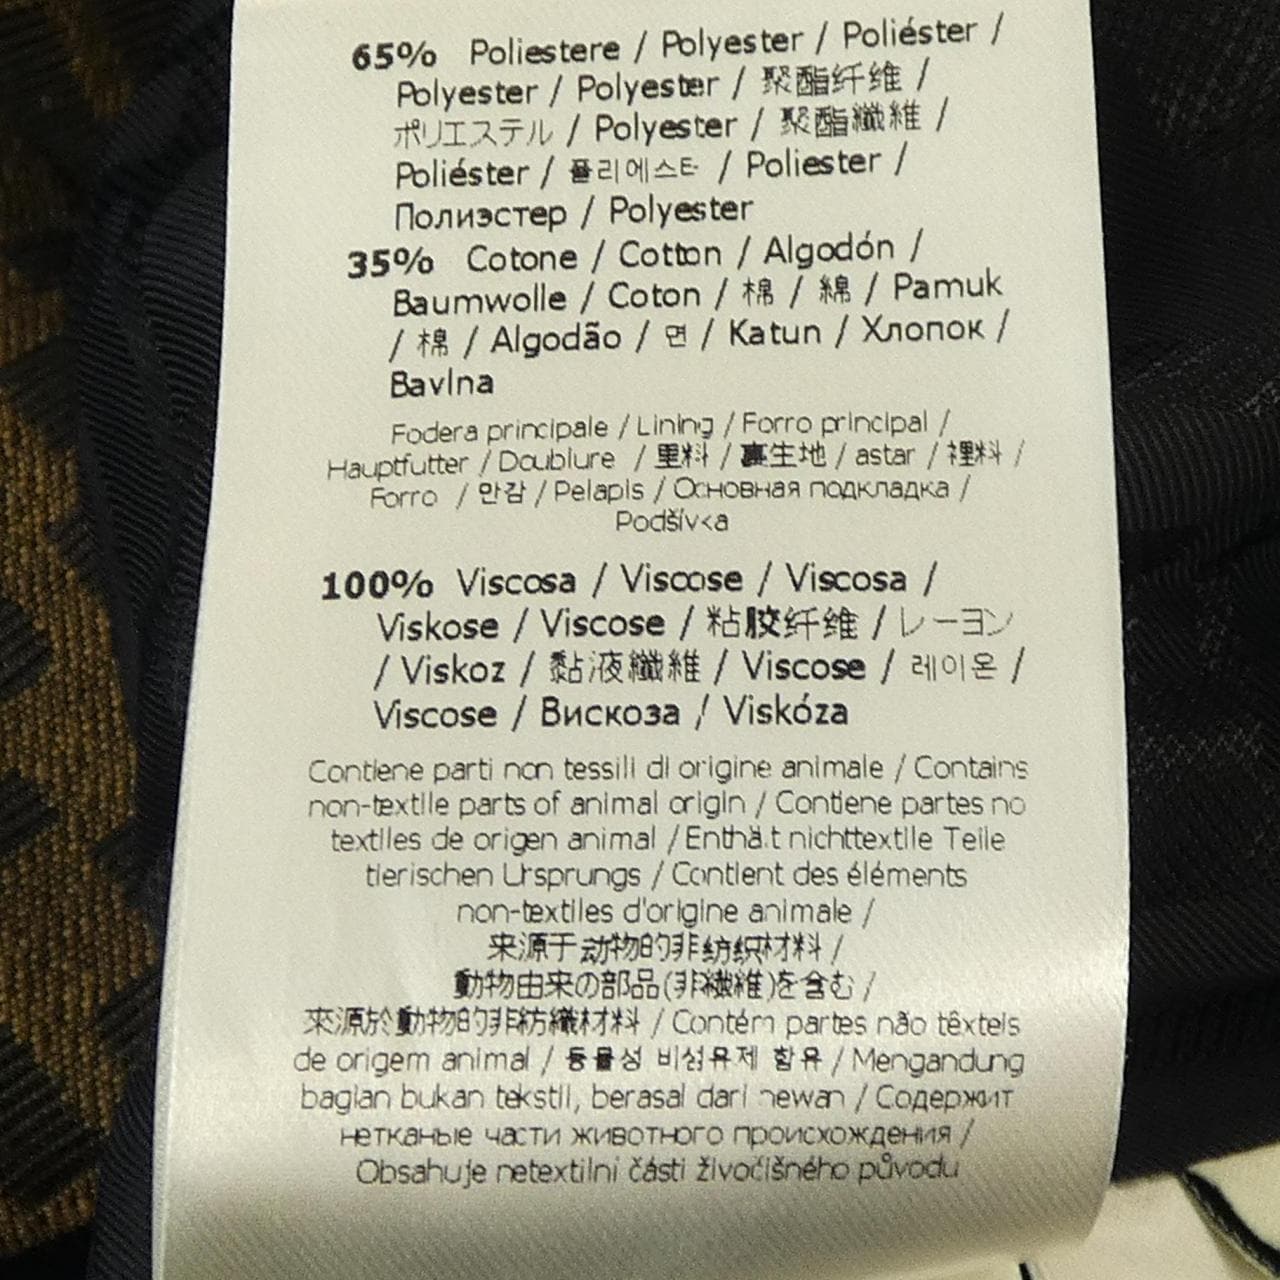 65% Poliestere / Polyester / Poliéster /
Polyester / Polyester / 聚酯纤维 /
ポリエステル / Polyester / 聚酯纖維 /
Poliéster / 폴리에스터 / Poliester /
Полиэстер / Polyester
35% Cotone / Cotton / Algodón /
Baumwolle / Coton / 棉 / 綿 / Pamuk
/ 棉 / Algodão / 면 / Katun / Хлопок /
Bavlna
Fodera principale / Lining / Forro principal /
Hauptfutter / Doublure / 里料 / 裏生地 / astar / 裡料 /
Forro / 안감 / Pelapis / Основная подкладка /
Podšívka
100% Viscosa / Viscose / Viscosa /
Viskose / Viscose / 粘胶纤维 / レーヨン
/ Viskoz / 黏液纖維 / Viscose / 레이온 /
Viscose / Вискоза / Viskóza
Contiene parti non tessili di origine animale / Contains
non-textile parts of animal origin / Contiene partes no
textiles de origen animal / Enthält nichttextile Teile
tierischen Ursprungs / Contient des éléments
non-textiles d'origine animale /
来源于动物的非纺织材料 /
動物由来の部品(非繊維)を含む /
來源於動物的非紡織材料 / Contém partes não têxteis
de origem animal / 동물성 비섬유제 함유 / Mengandung
bagian bukan tekstil, berasal dari hewan / Содержит
нетканые части животного происхождения /
Obsahuje netextilní části živočišného původu